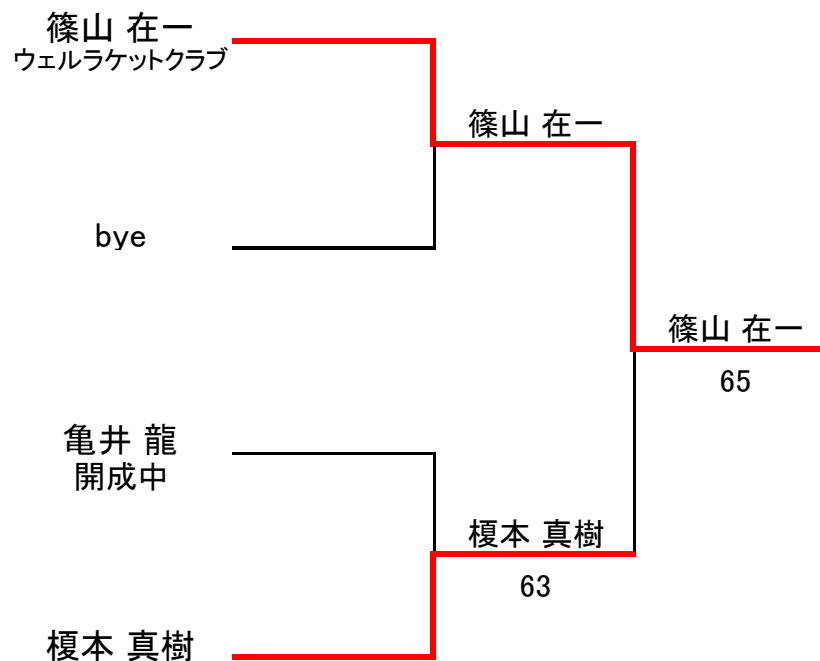 篠山 在一
ウェルラケットクラブ
篠山 在一
bye
篠山 在一
65
亀井 龍
開成中
榎本 真樹
63
榎本 真樹